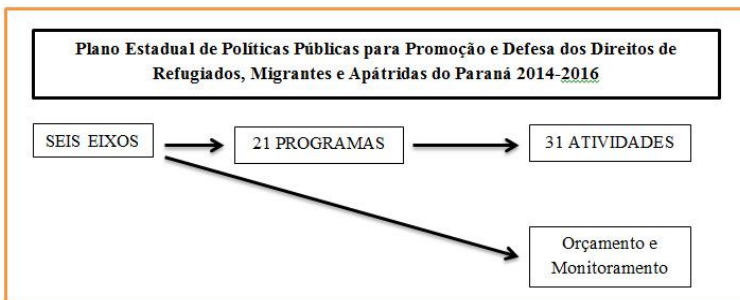 Plano Estadual de Políticas Públicas para Promoção e Defesa dos Direitos de
Refugiados, Migrantes e Apátridas do Paraná 2014-2016
SEIS EIXOS
21 PROGRAMAS
31 ATIVIDADES
Orçamento e
Monitoramento